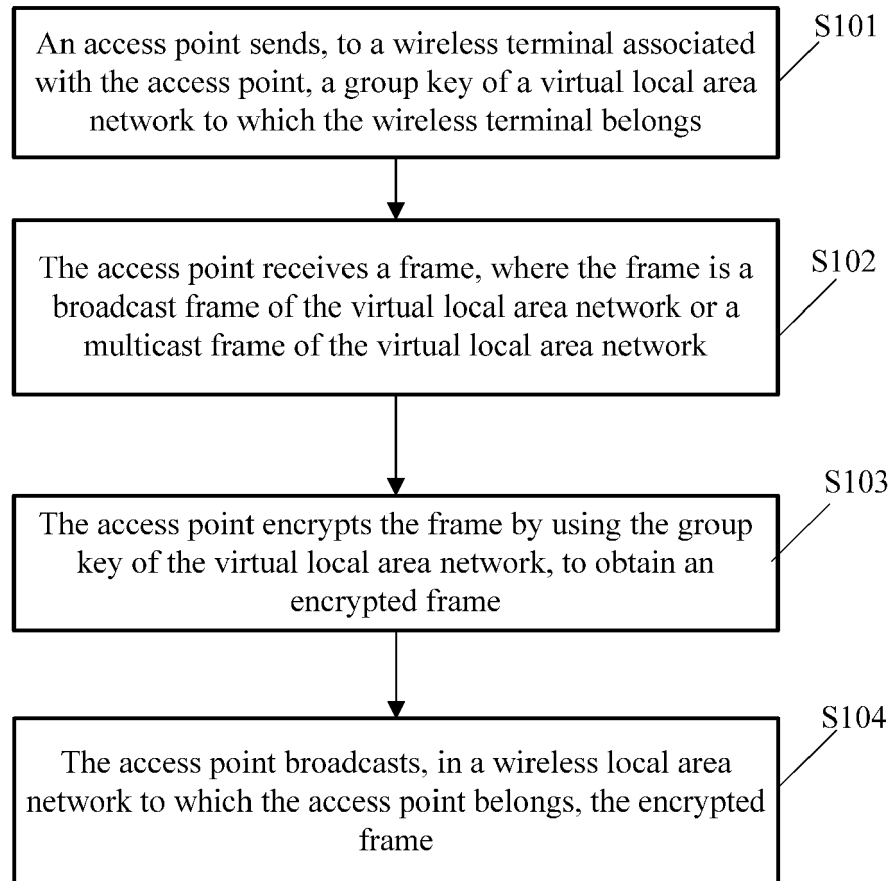 An access point sends, to a wireless terminal associated
with the access point, a group key of a virtual local area
network to which the wireless terminal belongs
S101
The access point receives a frame, where the frame is a
broadcast frame of the virtual local area network or a
multicast frame of the virtual local area network
S102
The access point encrypts the frame by using the group
key of the virtual local area network, to obtain an
encrypted frame
S103
The access point broadcasts, in a wireless local area
network to which the access point belongs, the encrypted
frame
S104